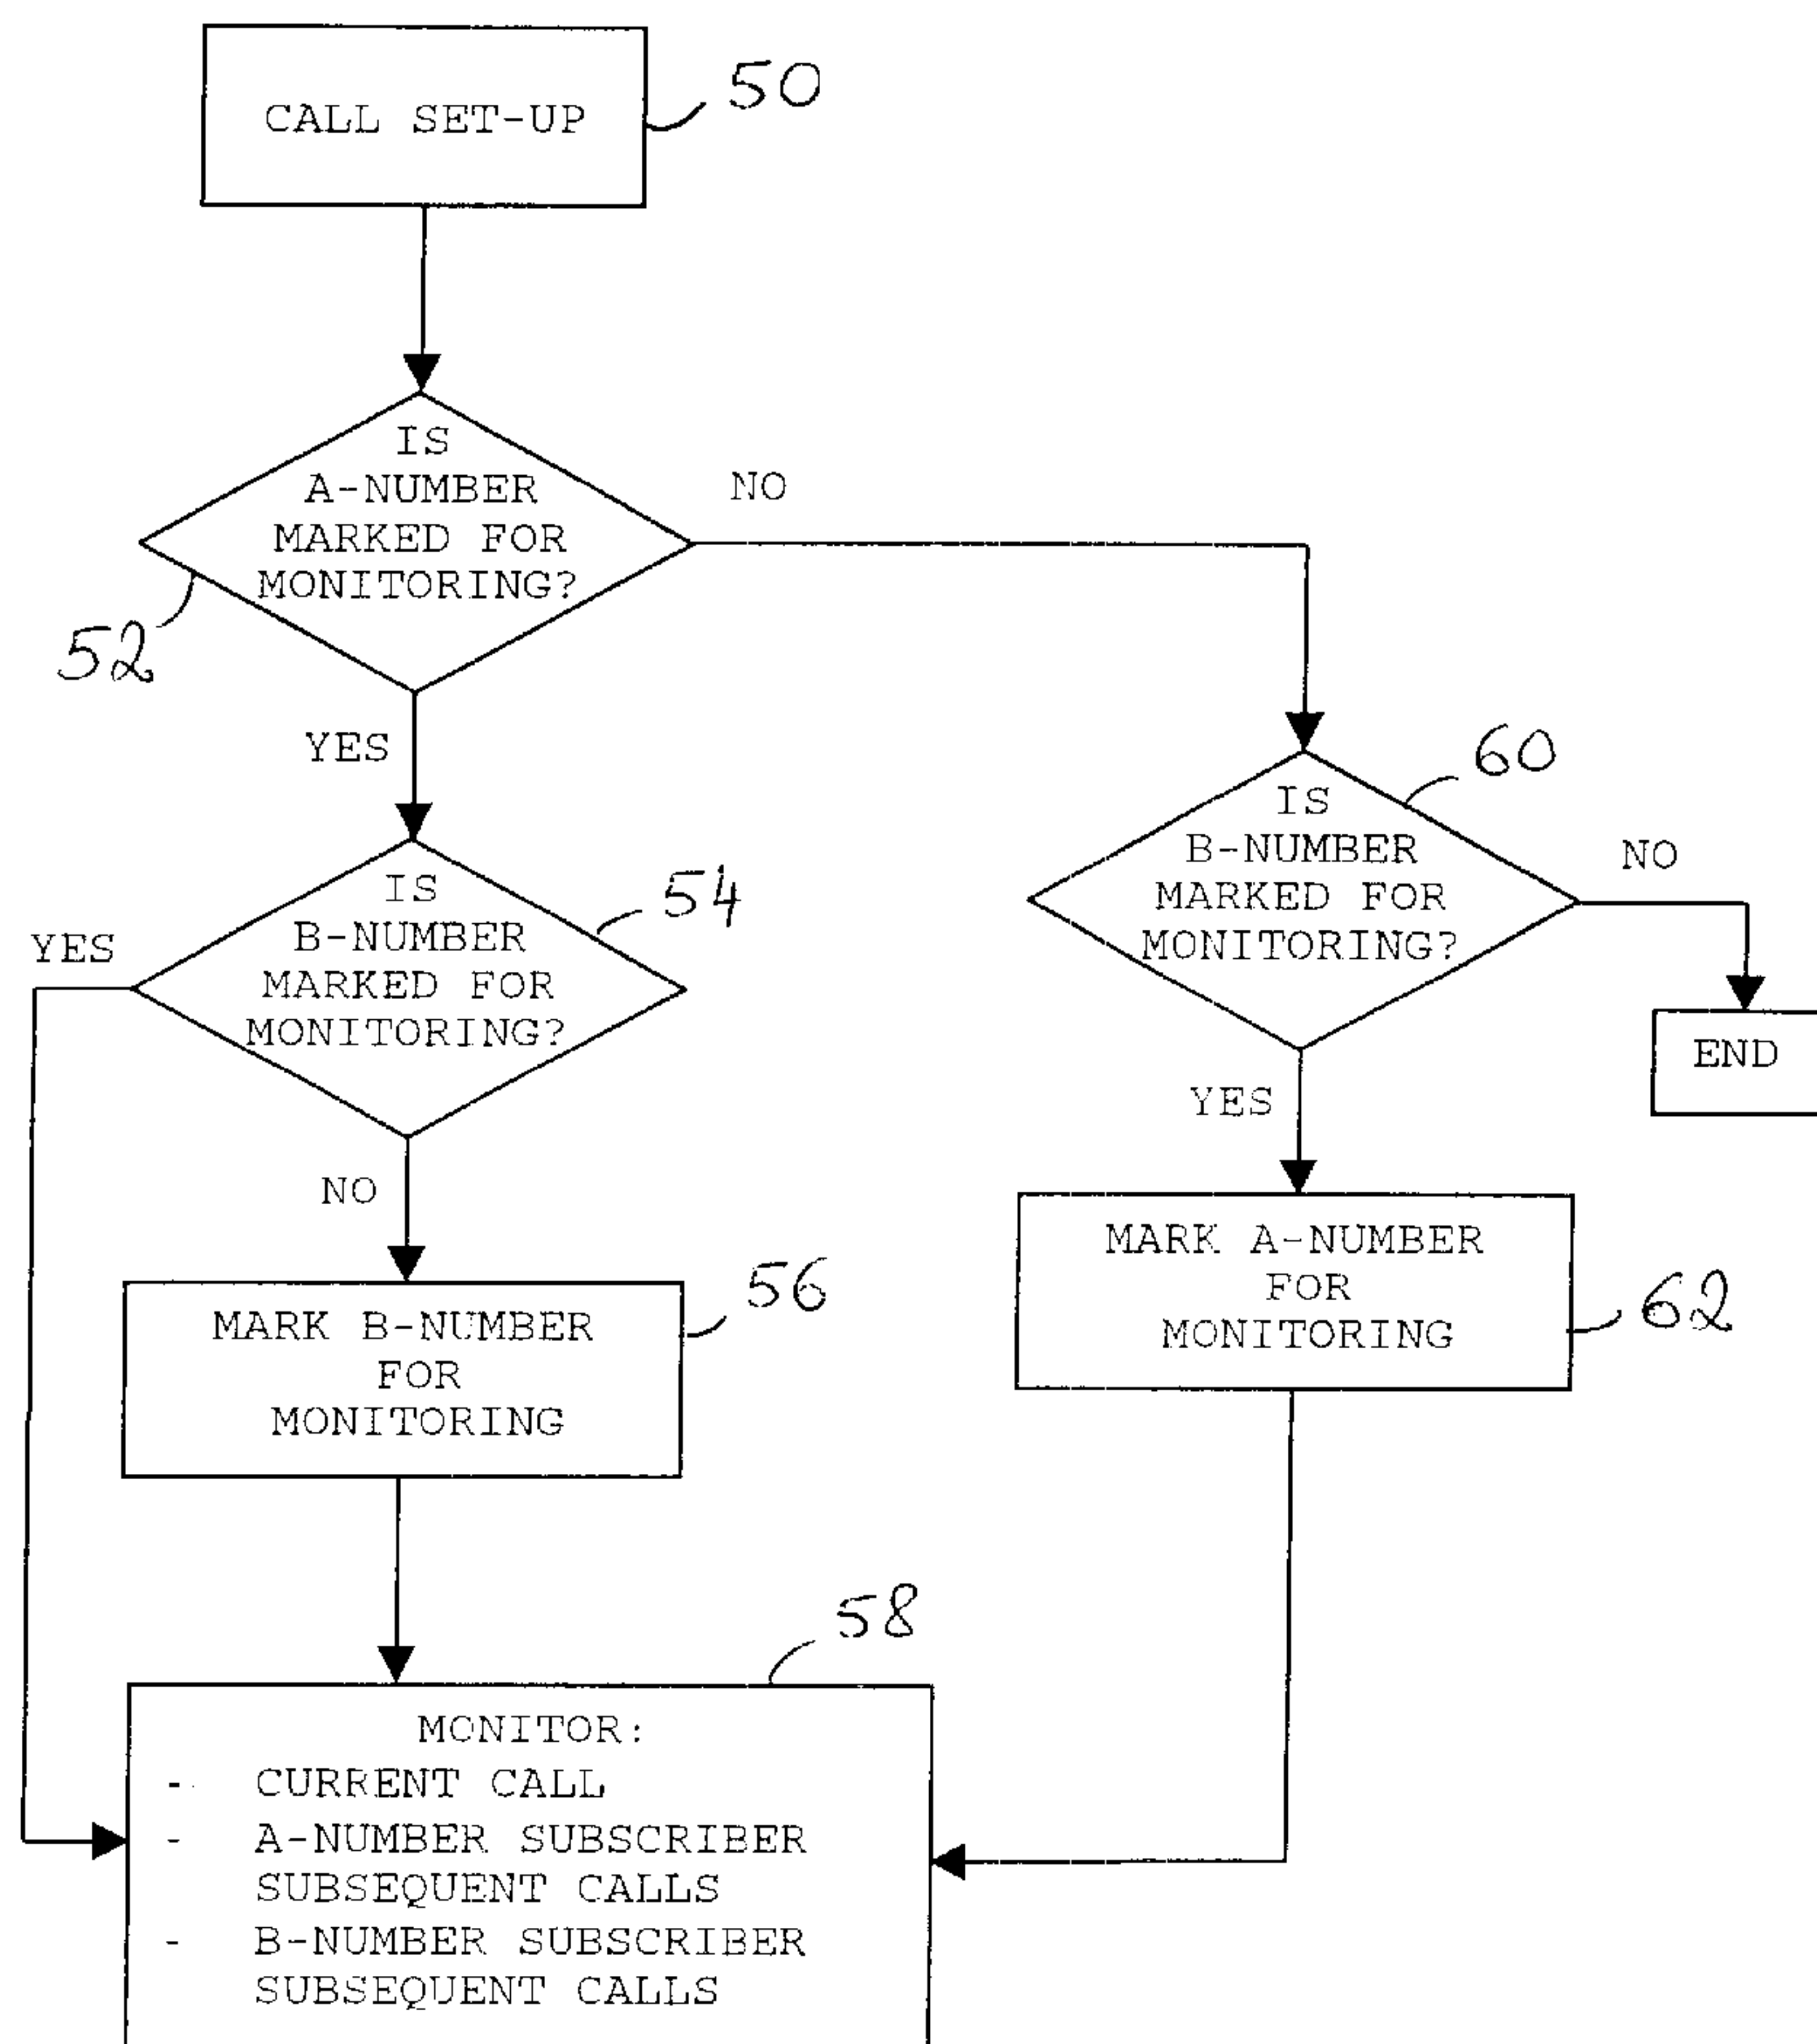 CALL SET-UP
50
IS
A-NUMBER
MARKED FOR
MONITORING?
52
NO
YES
IS
B-NUMBER
MARKED FOR
MONITORING?
54
YES
NO
MARK B-NUMBER
FOR
MONITORING
56
IS
B-NUMBER
MARKED FOR
MONITORING?
60
NO
END
YES
MARK A-NUMBER
FOR
MONITORING
62
58
MONITOR:
- CURRENT CALL
- A-NUMBER SUBSCRIBER
SUBSEQUENT CALLS
- B-NUMBER SUBSCRIBER
SUBSEQUENT CALLS